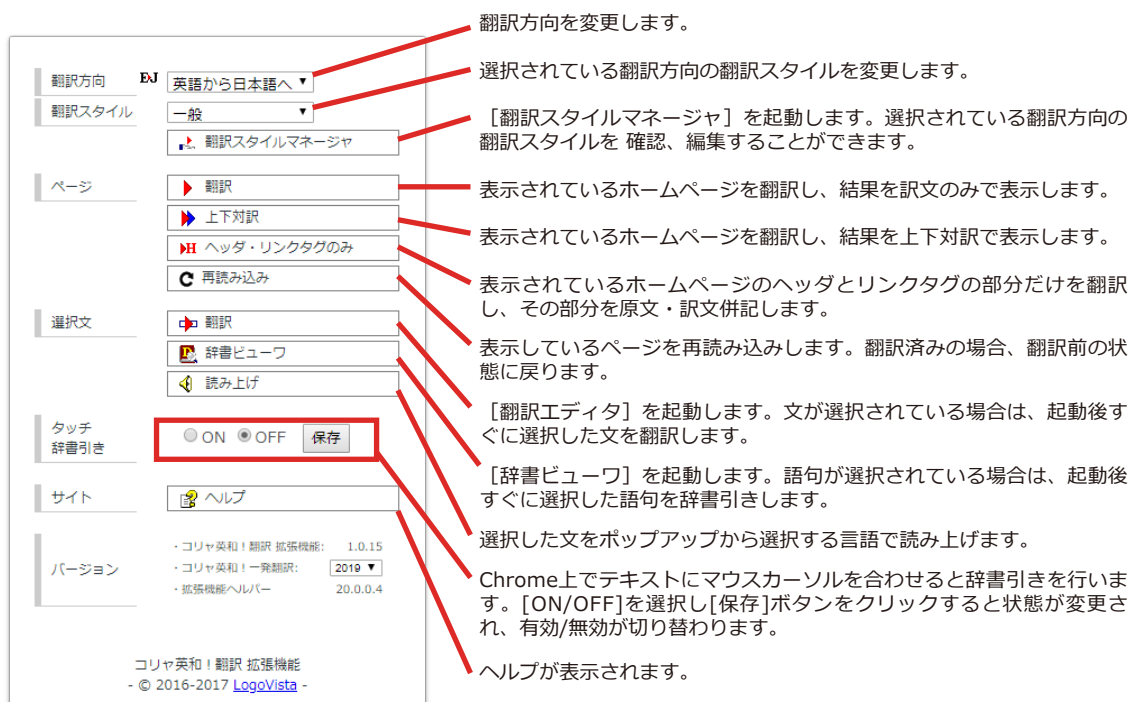 翻訳方向 EJ 英語から日本語へ
翻訳スタイル 一般
翻訳スタイルマネージャ
ページ 翻訳
上下対訳
H ヘッダ・リンクタグのみ
再読み込み
選択文 翻訳
辞書ビューワ
読み上げ
タッチ
辞書引き
ON OFF 保存
サイト ヘルプ
バージョン
・コリャ英和！翻訳 拡張機能: 1.0.15
・コリャ英和！一発翻訳: 2019
・拡張機能ヘルパー 20.0.0.4
コリャ英和！翻訳 拡張機能
- © 2016-2017 LogoVista -
翻訳方向を変更します。
選択されている翻訳方向の翻訳スタイルを変更します。
［翻訳スタイルマネージャ］を起動します。選択されている翻訳方向の
翻訳スタイルを 確認、編集することができます。
表示されているホームページを翻訳し、結果を訳文のみで表示します。
表示されているホームページを翻訳し、結果を上下対訳で表示します。
表示されているホームページのヘッダとリンクタグの部分だけを翻訳
し、その部分を原文・訳文併記します。
表示しているページを再読み込みします。翻訳済みの場合、翻訳前の状
態に戻ります。
［翻訳エディタ］を起動します。文が選択されている場合は、起動後す
ぐに選択した文を翻訳します。
［辞書ビューワ］を起動します。語句が選択されている場合は、起動後
すぐに選択した語句を辞書引きします。
選択した文をポップアップから選択する言語で読み上げます。
Chrome上でテキストにマウスカーソルを合わせると辞書引きを行いま
す。[ON/OFF]を選択し[保存]ボタンをクリックすると状態が変更さ
れ、有効/無効が切り替わります。
ヘルプが表示されます。